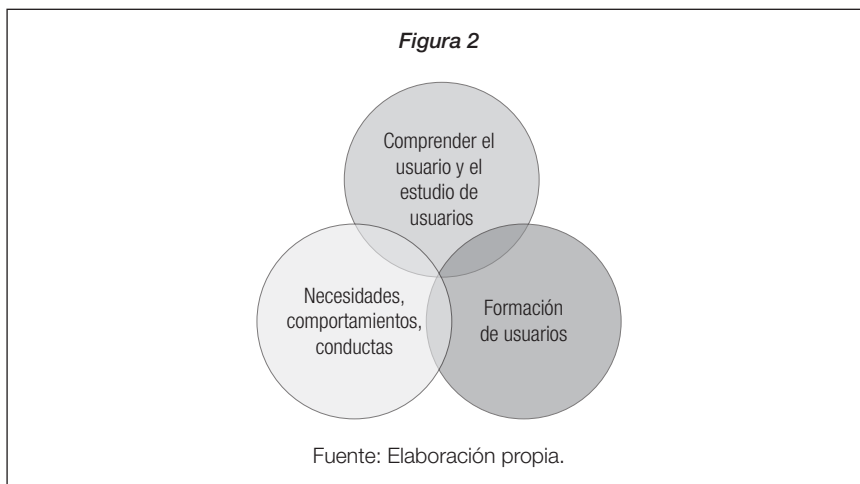 Figura 2
Comprender el
usuario y el
estudio de
usuarios
Necesidades,
comportamientos,
conductas
Formación
de usuarios
Fuente: Elaboración propia.